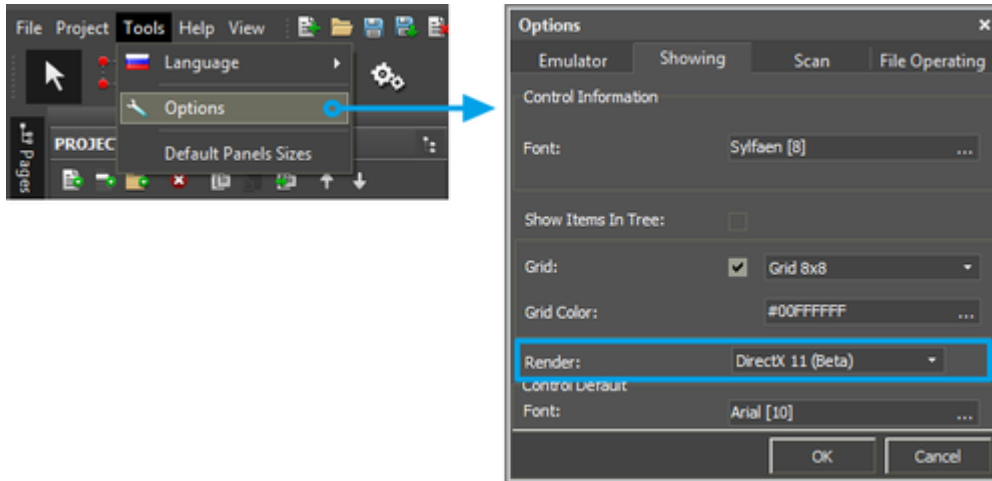 File Project Tools Help View
Language
Options
Default Panels Sizes
Pages
PROJEC
Options
Emulator Showing Scan File Operating
Control Information
Font: Sylfaen [8] ...
Show Items In Tree:
Grid: Grid 8x8
Grid Color: #00FFFFFF ...
Render: DirectX 11 (Beta)
Control Default
Font: Arial [10] ...
OK Cancel